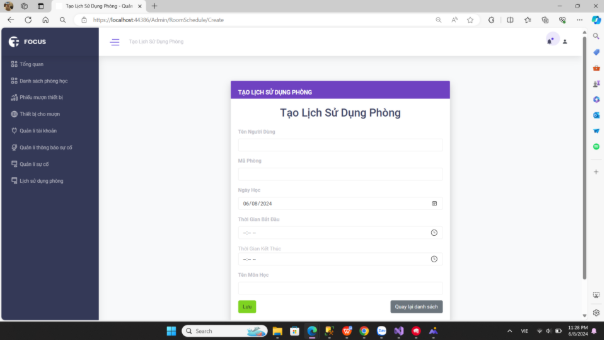 Tạo Lịch Sử Dụng Phòng - Quản
https://localhost:44386/Admin/RoomSchedule/Create
FOCUS
Tạo Lịch Sử Dụng Phòng
Tổng quan
Danh sách phòng học
Phiếu mượn thiết bị
Thiết bị cho mượn
Quản lí tài khoản
Quản lí thông báo sự cố
Quản lí sự cố
Lịch sử dụng phòng
TẠO LỊCH SỬ DỤNG PHÒNG
Tạo Lịch Sử Dụng Phòng
Tên Người Dùng
Mã Phòng
Ngày Học
06/08/2024
Thời Gian Bắt Đầu
--:-- --
Thời Gian Kết Thúc
--:-- --
Tên Môn Học
Lưu
Quay lại danh sách
Search
VIE
11:28 PM
6/8/2024